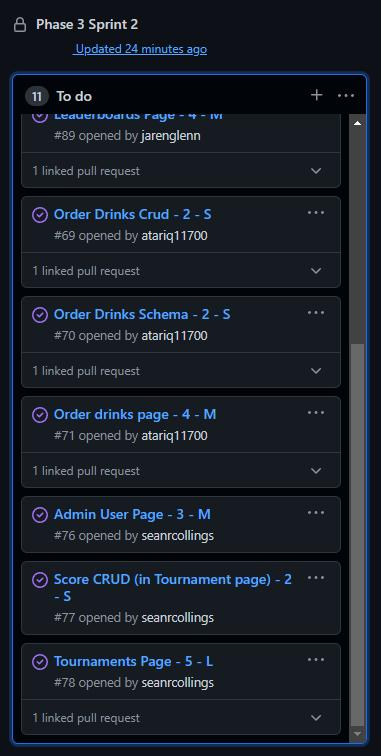 Phase 3 Sprint 2
Updated 24 minutes ago
11 To do
Leaderboards Page - 4 - M
#89 opened by jarenglenn
1 linked pull request
Order Drinks Crud - 2 - S
#69 opened by atariq11700
1 linked pull request
Order Drinks Schema - 2 - S
#70 opened by atariq11700
1 linked pull request
Order drinks page - 4 - M
#71 opened by atariq11700
1 linked pull request
Admin User Page - 3 - M
#76 opened by seanrcollings
Score CRUD (in Tournament page) - 2
- S
#77 opened by seanrcollings
Tournaments Page - 5 - L
#78 opened by seanrcollings
1 linked pull request